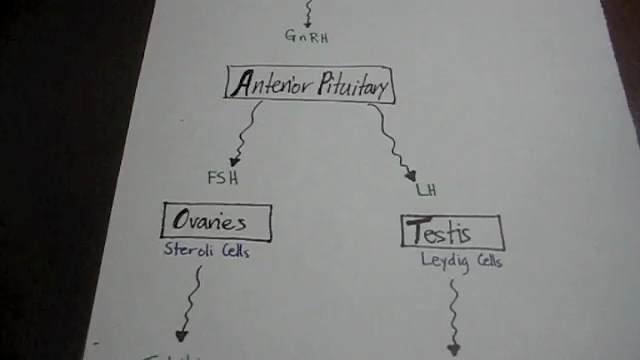 GnRH
Anterior Pituitary
FSH
LH
Ovaries
Testis
Steroli Cells
Leydig Cells